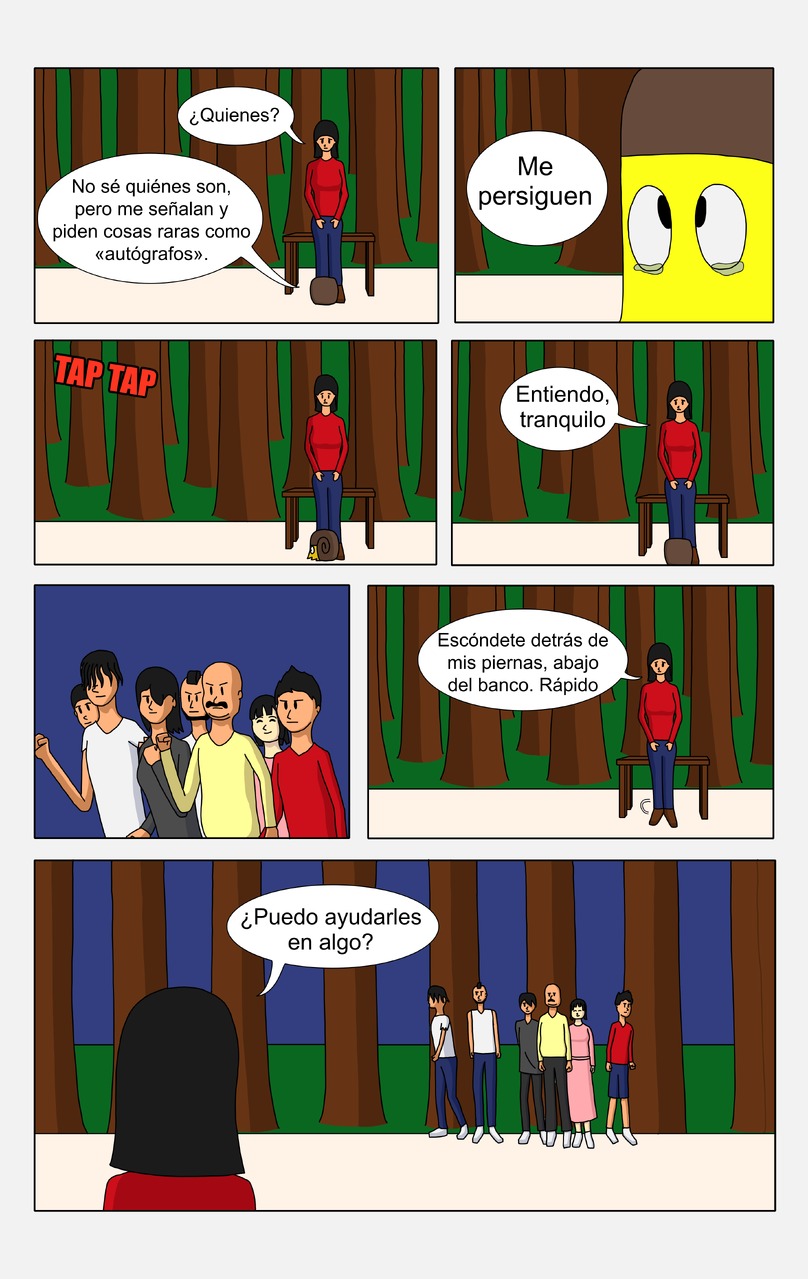 Me
persiguen
¿Quienes?
No sé quiénes son,
pero me señalan y
piden cosas raras como
«autógrafos».
Entiendo,
tranquilo
TAP TAP
Escóndete detrás de
mis piernas, abajo
del banco. Rápido
¿Puedo ayudarles
en algo?